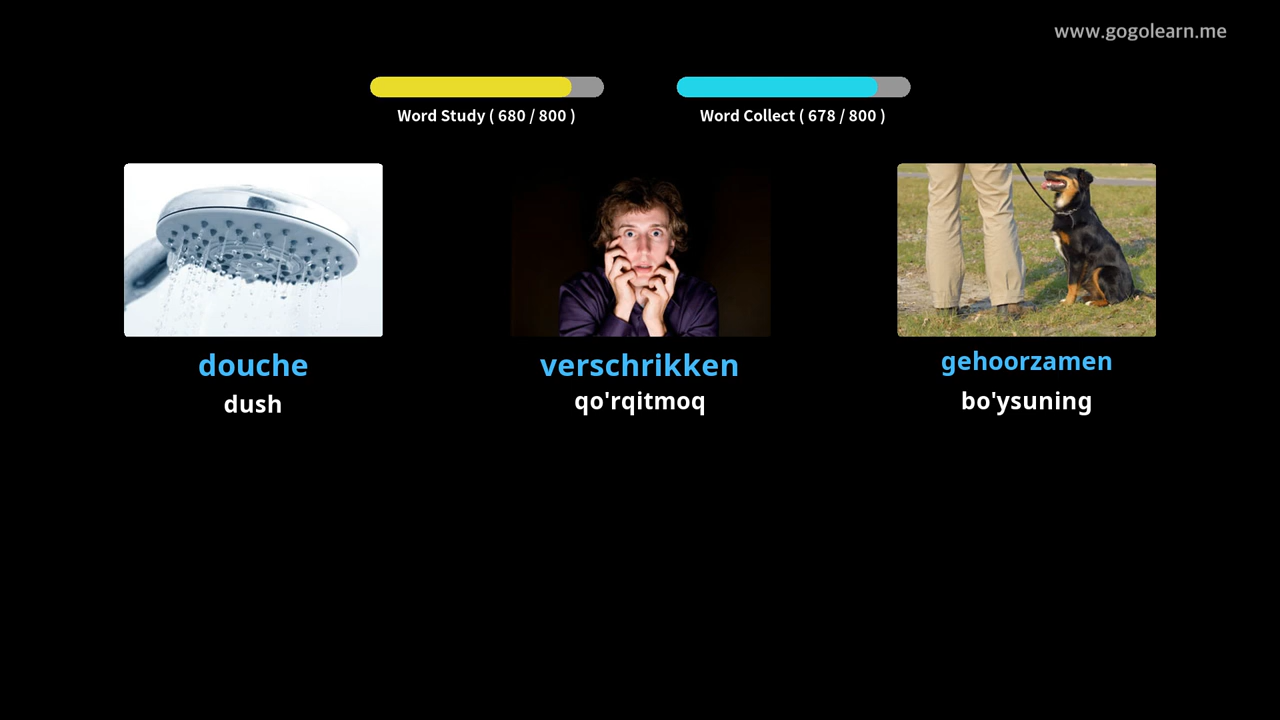 www.gogolearn.me
Word Study ( 680 / 800 )
Word Collect ( 678 / 800 )
douche
dush
verschrikken
qo'rqitmoq
gehoorzamen
bo'ysuning